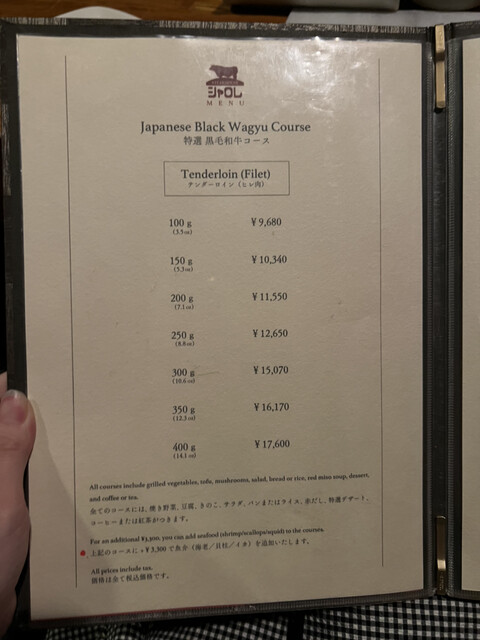 シャロレ
MENU
Japanese Black Wagyu Course
特選 黒毛和牛コース
Tenderloin (Filet)
テンダーロイン（ヒレ肉）
100 g ¥ 9,680
(3.5 oz)
150 g ¥ 10,340
(5.3 oz)
200 g ¥ 11,550
(7.1 oz)
250 g ¥ 12,650
(8.8 oz)
300 g ¥ 15,070
(10.6 oz)
350 g ¥ 16,170
(12.3 oz)
400 g ¥ 17,600
(14.1 oz)
All courses include grilled vegetables, tofu, mushrooms, salad, bread or rice, red miso soup, dessert,
and coffee or tea.
全てのコースには、焼き野菜、豆腐、きのこ、サラダ、パンまたはライス、赤だし、特選デザート、
コーヒーまたは紅茶がつきます。
For an additional ¥3,300, you can add seafood (shrimp/scallops/squid) to the courses.
上記のコースに + ¥ 3,300 で魚介（海老／貝柱／イカ）を追加いたします。
All prices include tax.
価格は全て税込価格です。